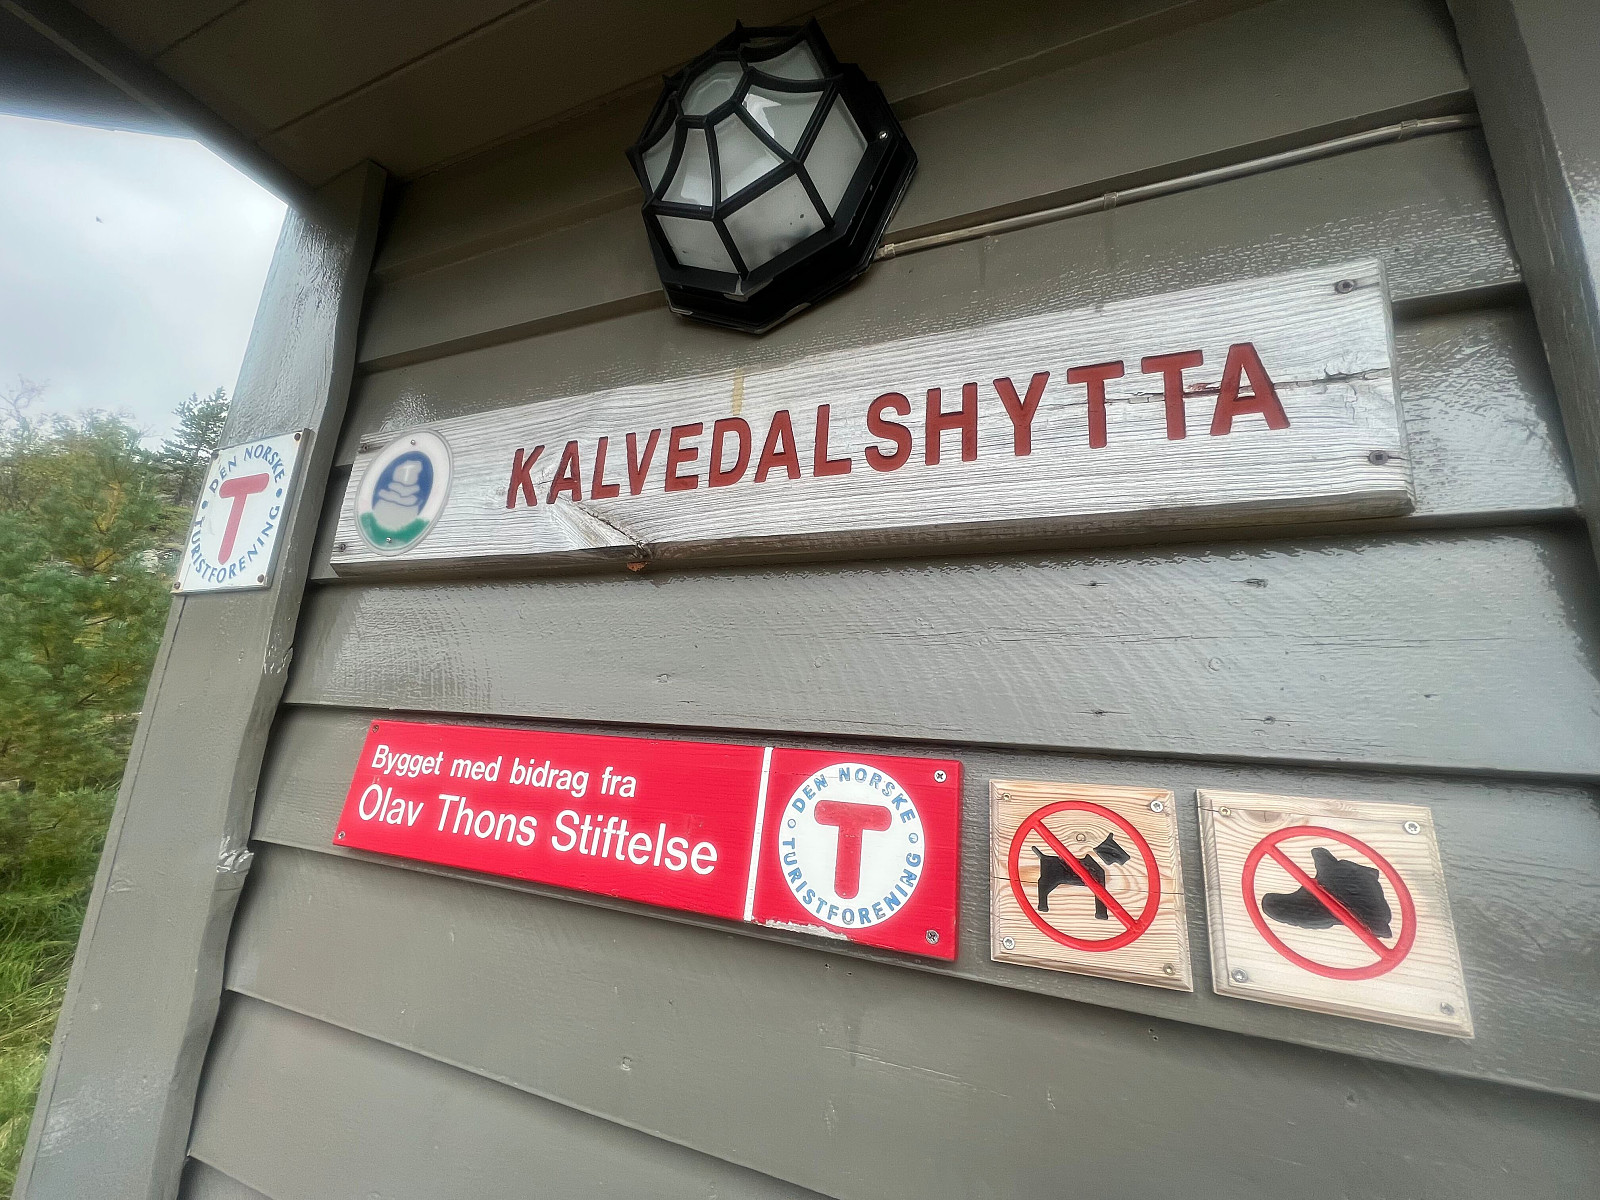 KALVEDALSHYTTA
DEN NORSKE
T
TURISTFORENING
Bygget med bidrag fra
Olav Thons Stiftelse
DEN NORSKE
T
TURISTFORENING